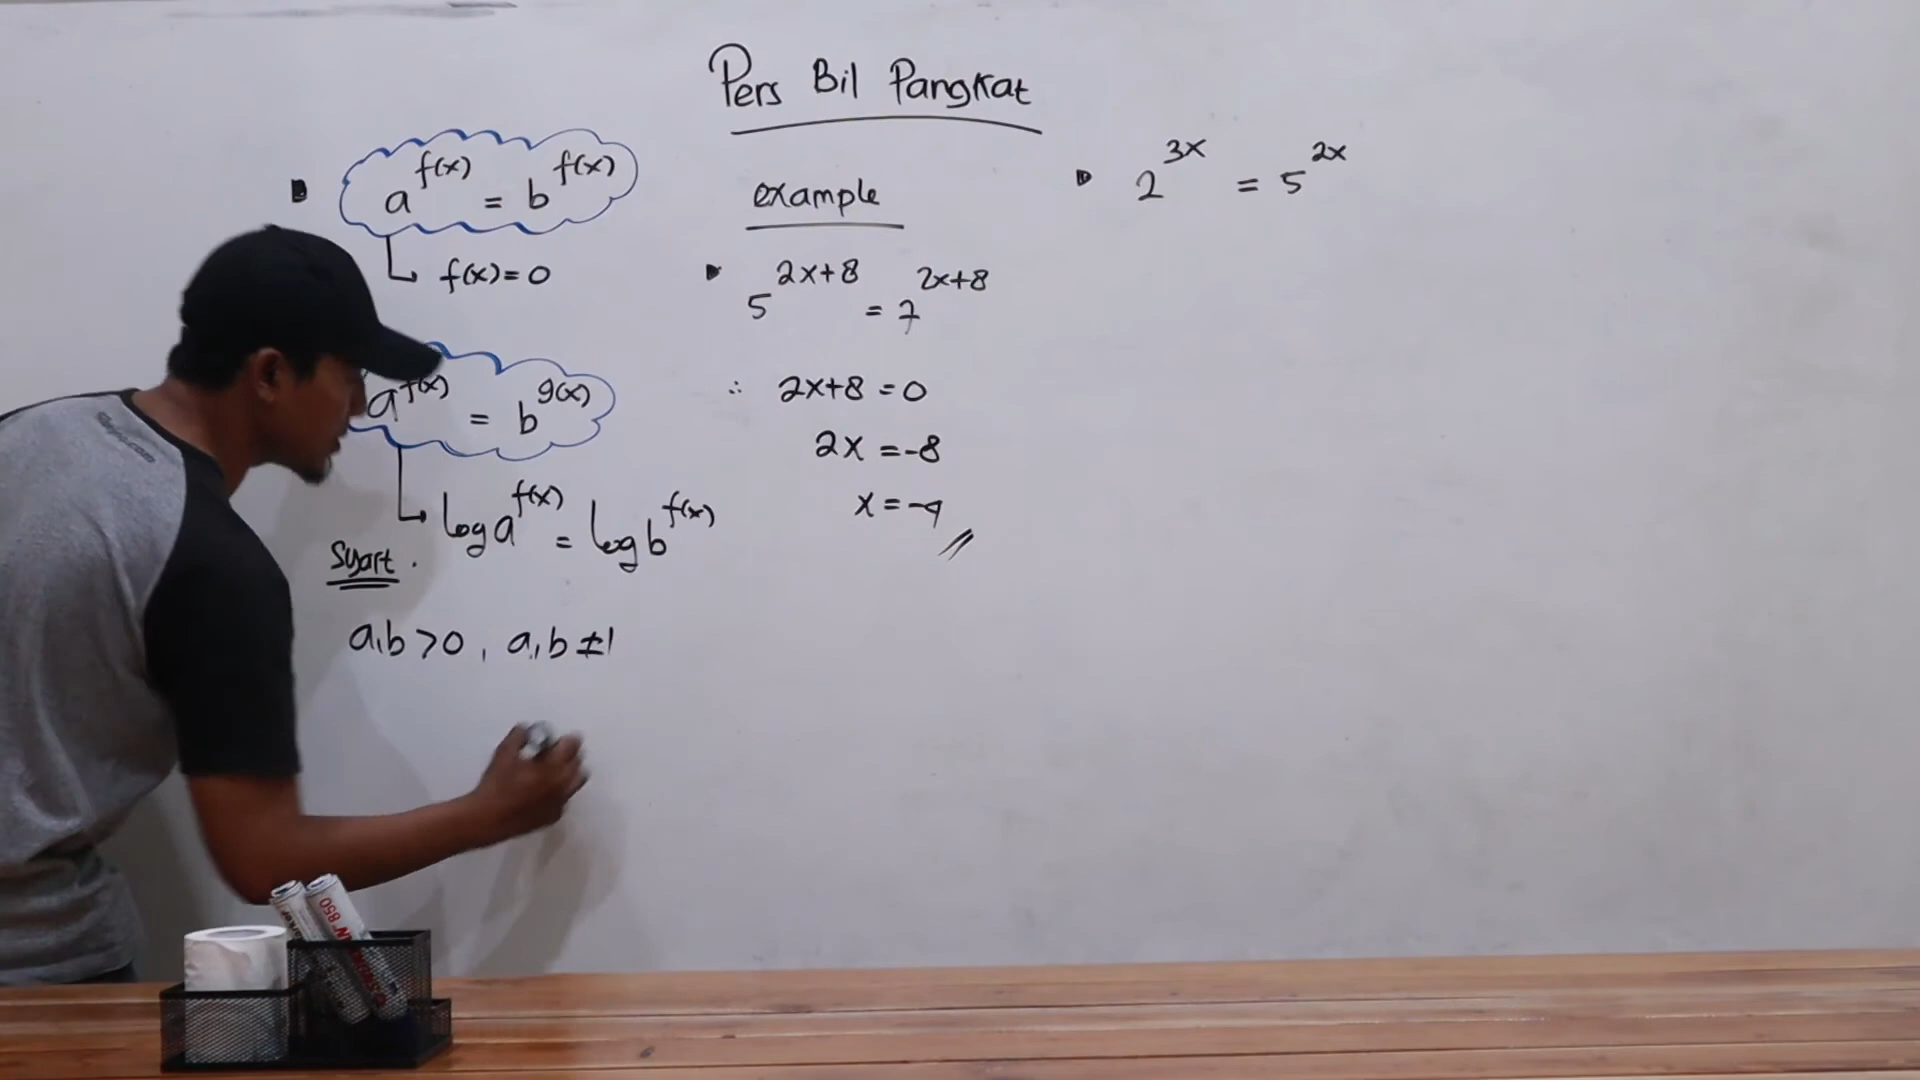 Pers Bil Pangkat
a^f(x) = b^f(x)
f(x)=0
a^f(x) = b^g(x)
log a^f(x) = log b^f(x)
Syart .
a,b >0 , a,b ≠1
example
5^2x+8 = 7^2x+8
∴ 2x+8 =0
2x =-8
x =-4
2^3x = 5^2x
850